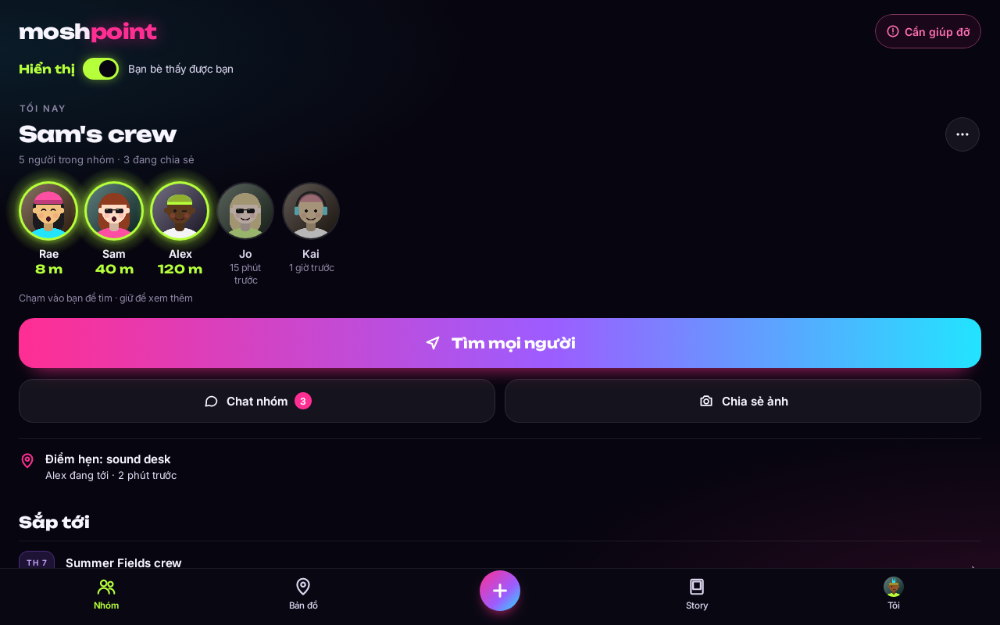 moshpoint
Cần giúp đỡ
Hiển thị
Bạn bè thấy được bạn
TỐI NAY
Sam's crew
5 người trong nhóm · 3 đang chia sẻ
Rae
8 m
Sam
40 m
Alex
120 m
Jo
15 phút
trước
Kai
1 giờ trước
Chạm vào bạn để tìm · giữ để xem thêm
Tìm mọi người
Chat nhóm 3
Chia sẻ ảnh
Điểm hẹn: sound desk
Alex đang tới · 2 phút trước
Sắp tới
TH 7
Summer Fields crew
Nhóm
Bản đồ
Story
Tôi